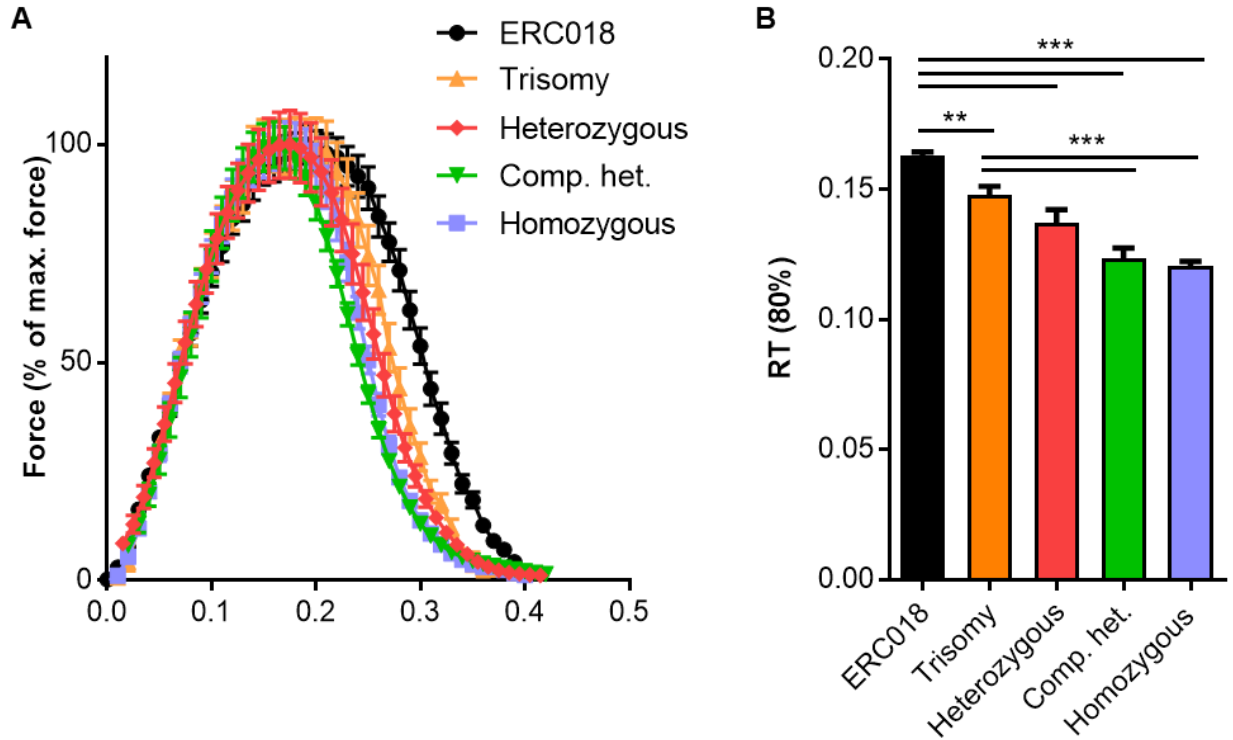 A
ERC018
Trisomy
Heterozygous
Comp. het.
Homozygous
Force (% of max. force)
100
50
0
0.0 0.1 0.2 0.3 0.4 0.5
B
RT (80%)
0.20
0.15
0.10
0.05
0.00
***
**
***
ERC018
Trisomy
Heterozygous
Comp. het.
Homozygous